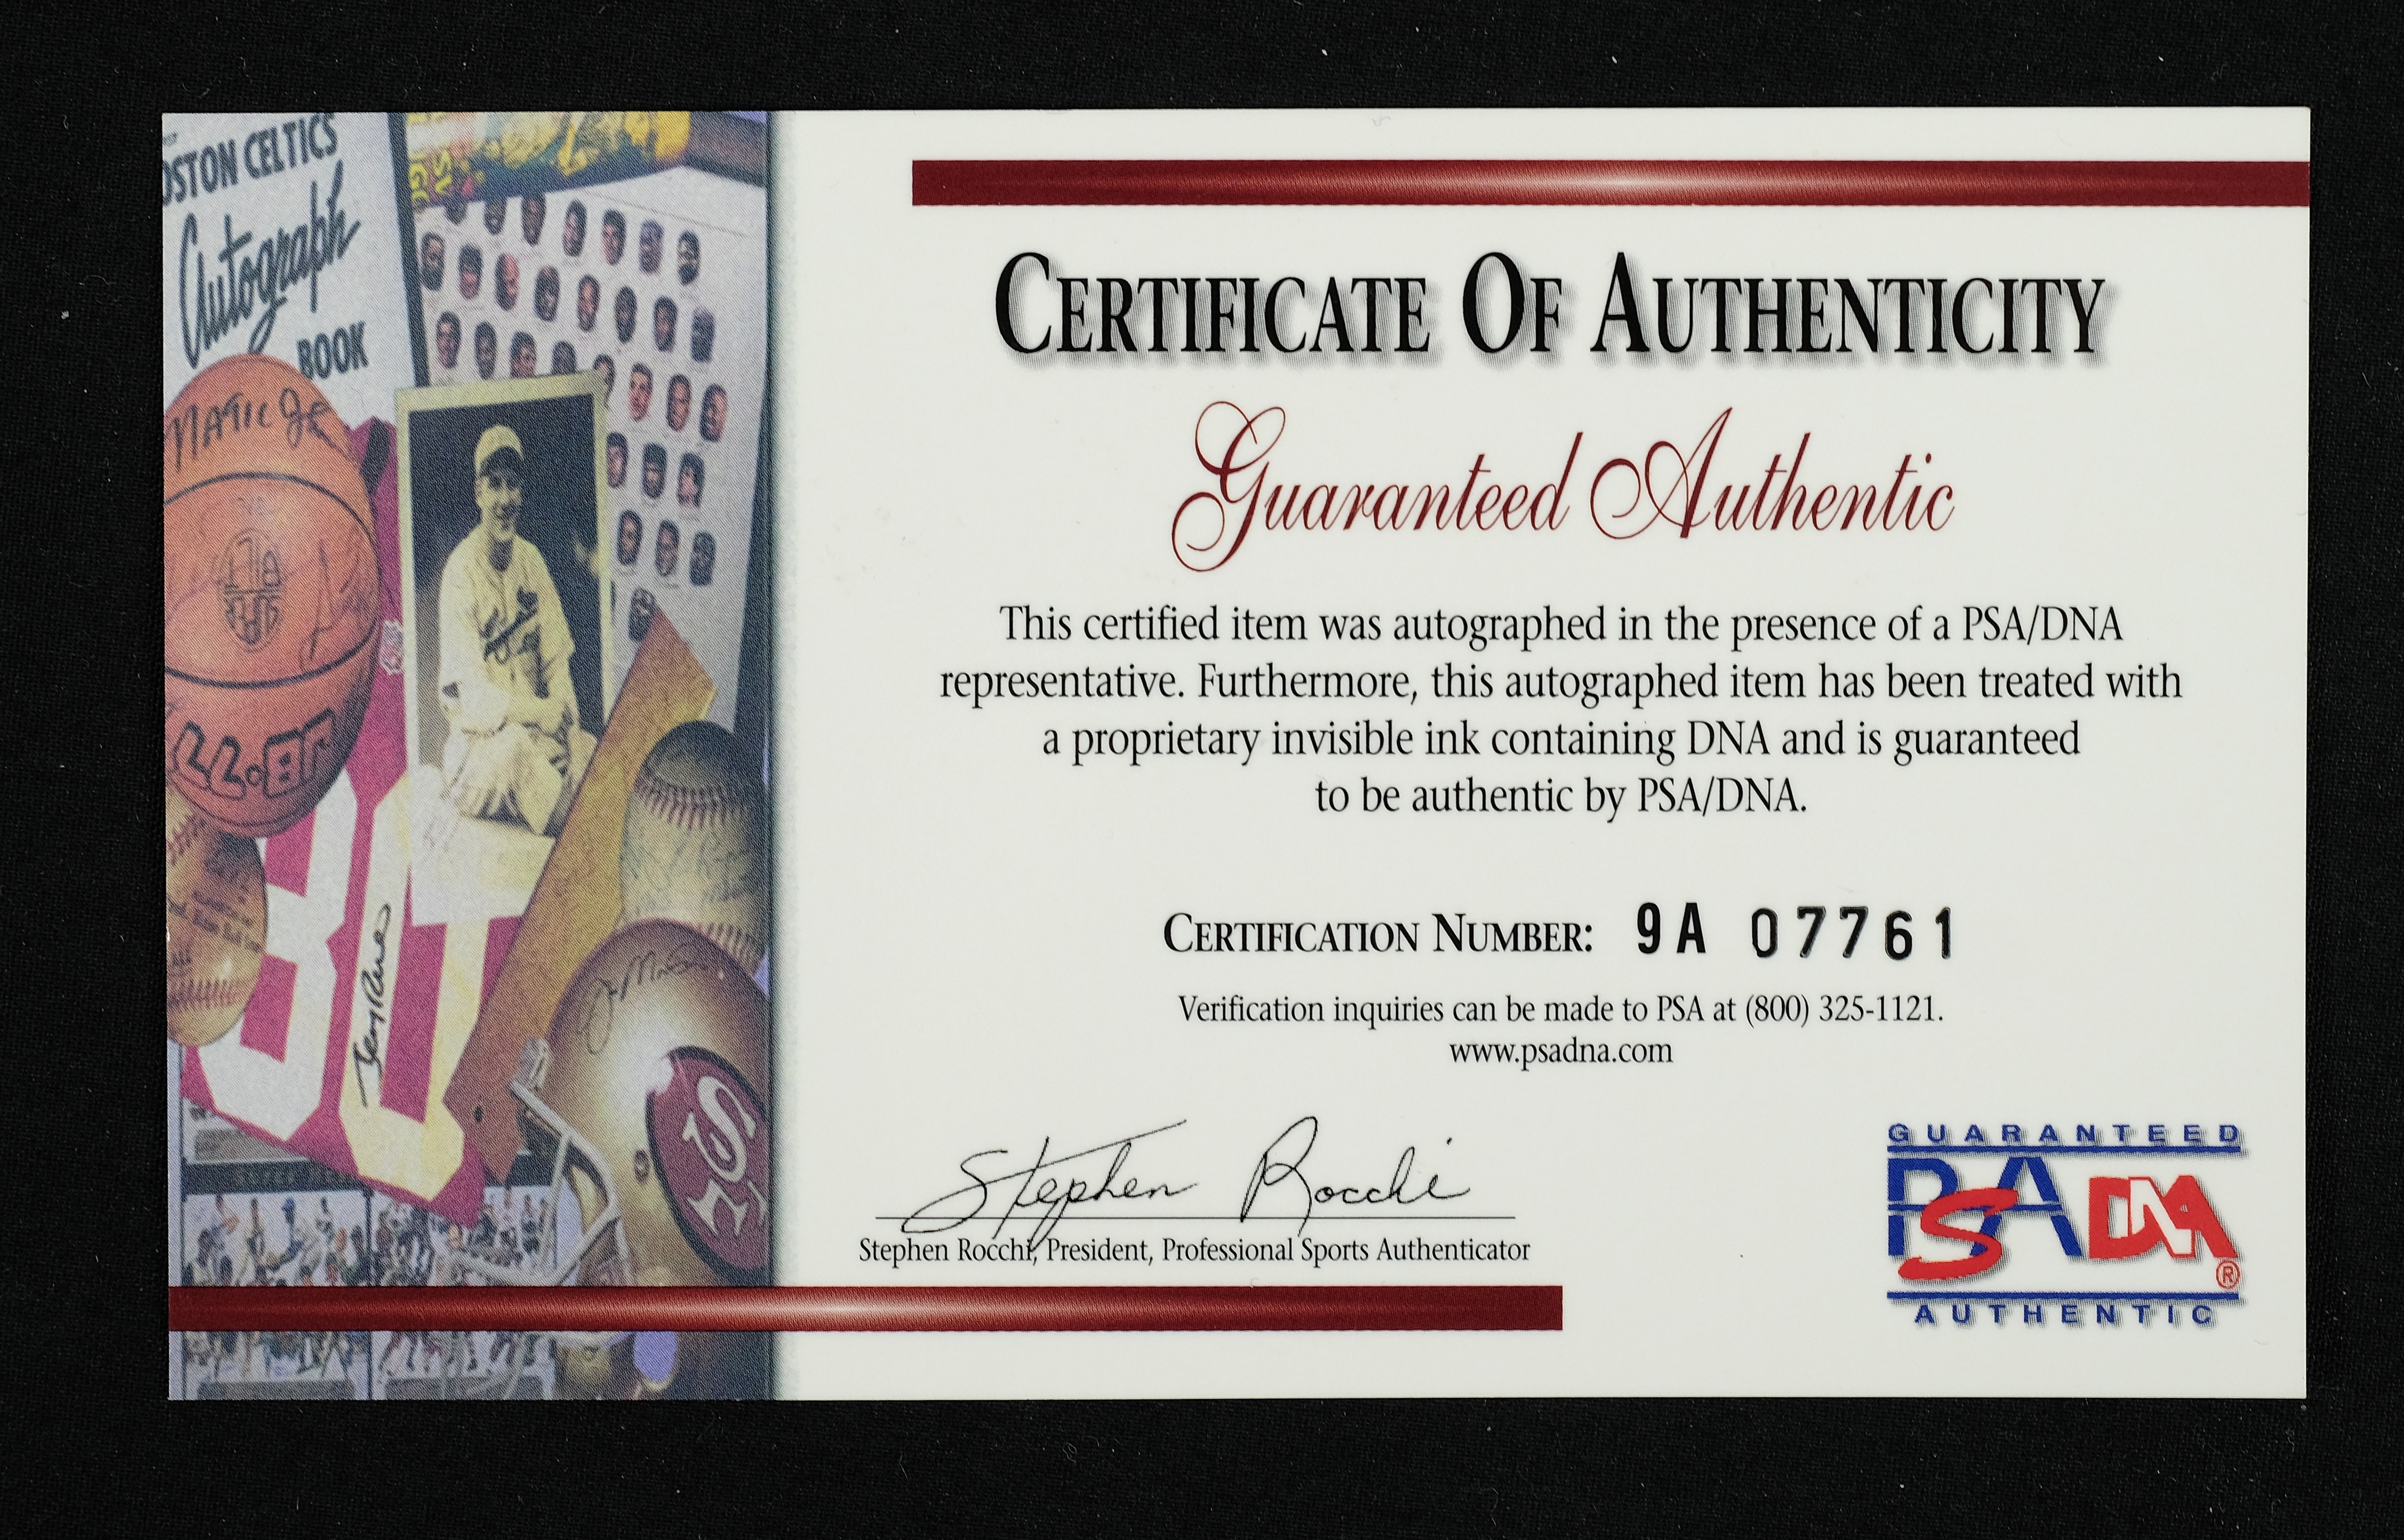 BOSTON CELTICS
Autograph
BOOK
CERTIFICATE OF AUTHENTICITY
Guaranteed Authentic
This certified item was autographed in the presence of a PSA/DNA
representative. Furthermore, this autographed item has been treated with
a proprietary invisible ink containing DNA and is guaranteed
to be authentic by PSA/DNA.
CERTIFICATION NUMBER: 9A 07761
Verification inquiries can be made to PSA at (800) 325-1121.
www.psadna.com
Stephen Rocchi
Stephen Rocchi, President, Professional Sports Authenticator
GUARANTEED
PSA DNA
®
AUTHENTIC